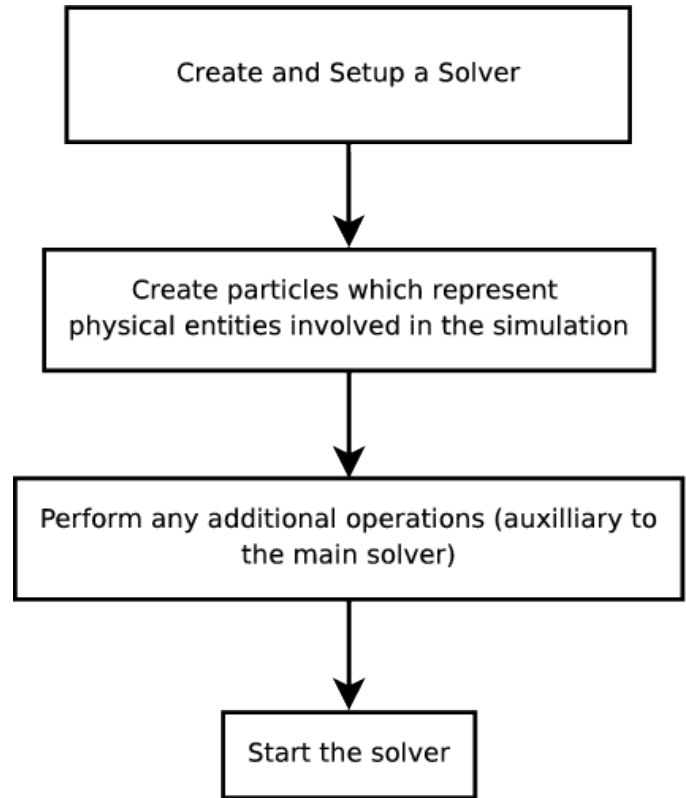 Create and Setup a Solver
Create particles which represent
physical entities involved in the simulation
Perform any additional operations (auxilliary to
the main solver)
Start the solver